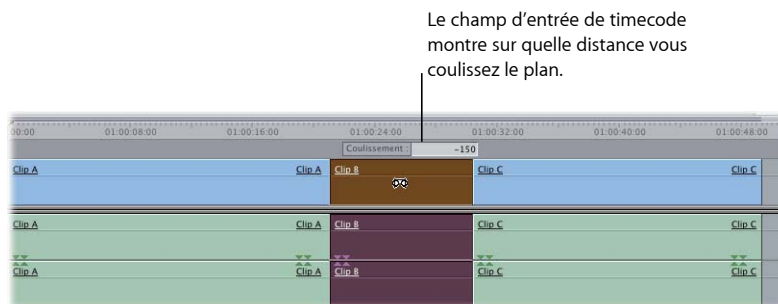 Le champ d'entrée de timecode
montre sur quelle distance vous
coulissez le plan.
00:00 01:00:08:00 01:00:16:00 01:00:24:00 01:00:32:00 01:00:40:00 01:00:48:00
Coulissement : -150
Clip A Clip A Clip B Clip C Clip C
Clip A Clip A Clip B Clip C Clip C
Clip A Clip A Clip B Clip C Clip C